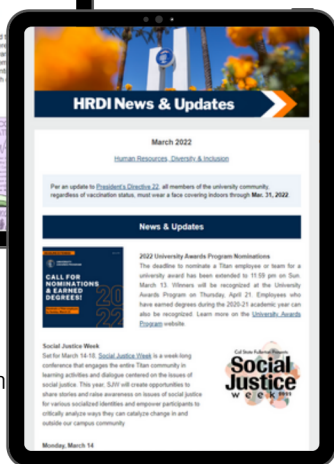 HRDI News & Updates
March 2022
Human Resources, Diversity & Inclusion
Per an update to President's Directive 22, all members of the university community,
regardless of vaccination status, must wear a face covering indoors through Mar. 31, 2022.
News & Updates
CALL FOR
NOMINATIONS
& EARNED
DEGREES!
2022
2022 University Awards Program Nominations
The deadline to nominate a Titan employee or team for a
university award has been extended to 11:59 pm on Sun.
March 13. Winners will be recognized at the University
Awards Program on Thursday, April 21. Employees who
have earned degrees during the 2020-21 academic year can
also be recognized. Learn more on the University Awards
Program website.
Social Justice Week
Set for March 14-18, Social Justice Week is a week-long
conference that engages the entire Titan community in
learning activities and dialogue centered on the issues of
social justice. This year, SJW will create opportunities to
share stories and raise awareness on issues of social justice
for various socialized identities and empower participants to
critically analyze ways they can catalyze change in and
outside our campus community
Cal State Fullerton Presents
Social
Justice
week
Monday, March 14